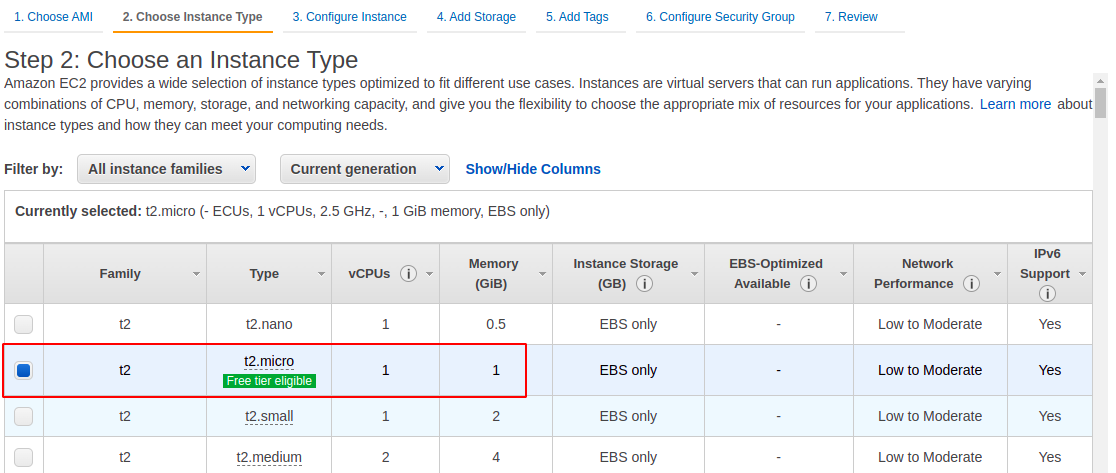 1. Choose AMI 2. Choose Instance Type 3. Configure Instance 4. Add Storage 5. Add Tags 6. Configure Security Group 7. Review
Step 2: Choose an Instance Type
Amazon EC2 provides a wide selection of instance types optimized to fit different use cases. Instances are virtual servers that can run applications. They have varying
combinations of CPU, memory, storage, and networking capacity, and give you the flexibility to choose the appropriate mix of resources for your applications. Learn more about
instance types and how they can meet your computing needs.
Filter by: All instance families Current generation Show/Hide Columns
Currently selected: t2.micro (- ECUs, 1 vCPUs, 2.5 GHz, -, 1 GiB memory, EBS only)
Family Type vCPUs i Memory (GiB) Instance Storage (GB) i EBS-Optimized Available i Network Performance i IPv6 Support i
t2 t2.nano 1 0.5 EBS only - Low to Moderate Yes
t2 t2.micro Free tier eligible 1 1 EBS only - Low to Moderate Yes
t2 t2.small 1 2 EBS only - Low to Moderate Yes
t2 t2.medium 2 4 EBS only - Low to Moderate Yes